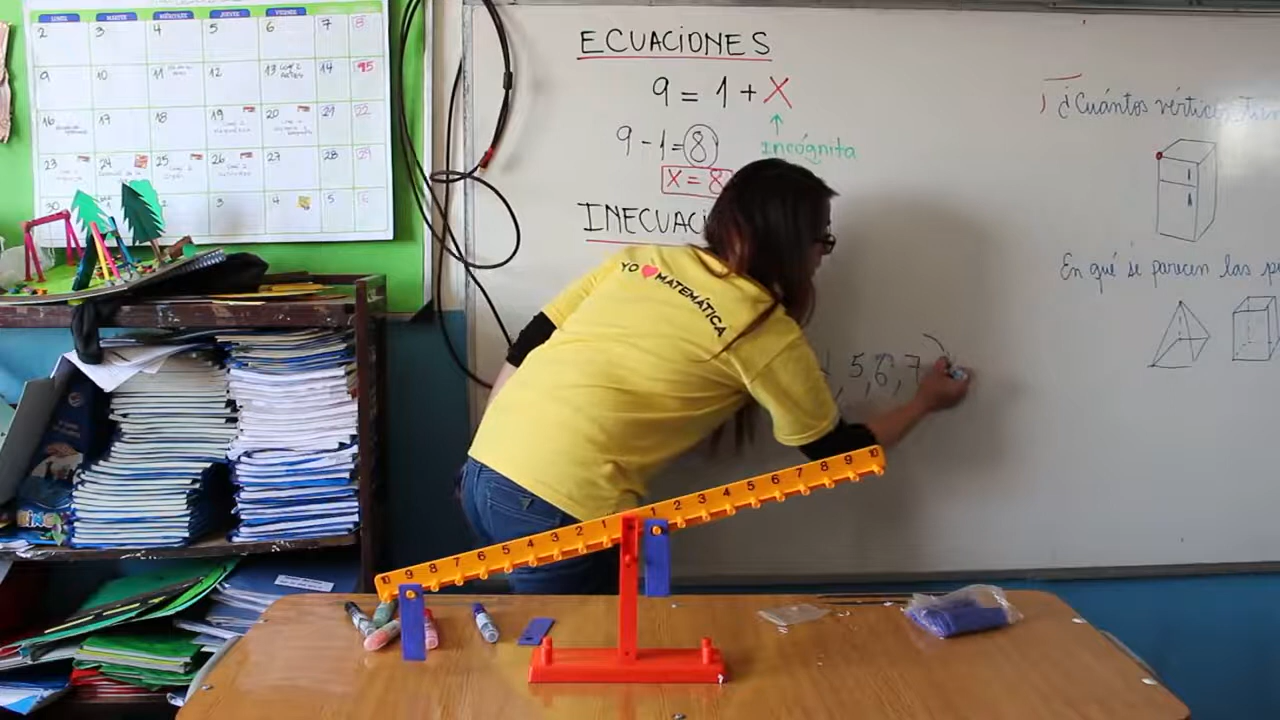 LUNES MARTES MIÉRCOLES JUEVES VIERNES
2 3 4 5 6 7 8
9 10 11 12 13 14 15
16 17 18 19 20 21 22
23 24 25 26 27 28 29
30 1 2 3 4 5 6
ECUACIONES
9 = 1 + X
9 - 1 = 8
Incógnita
X = 8
INECUACI
5, 6, 7
¿Cuántos vértices
En qué se parecen las
YO MATEMÁTICA
10 9 8 7 6 5 4 3 2 1 1 2 3 4 5 6 7 8 9 10